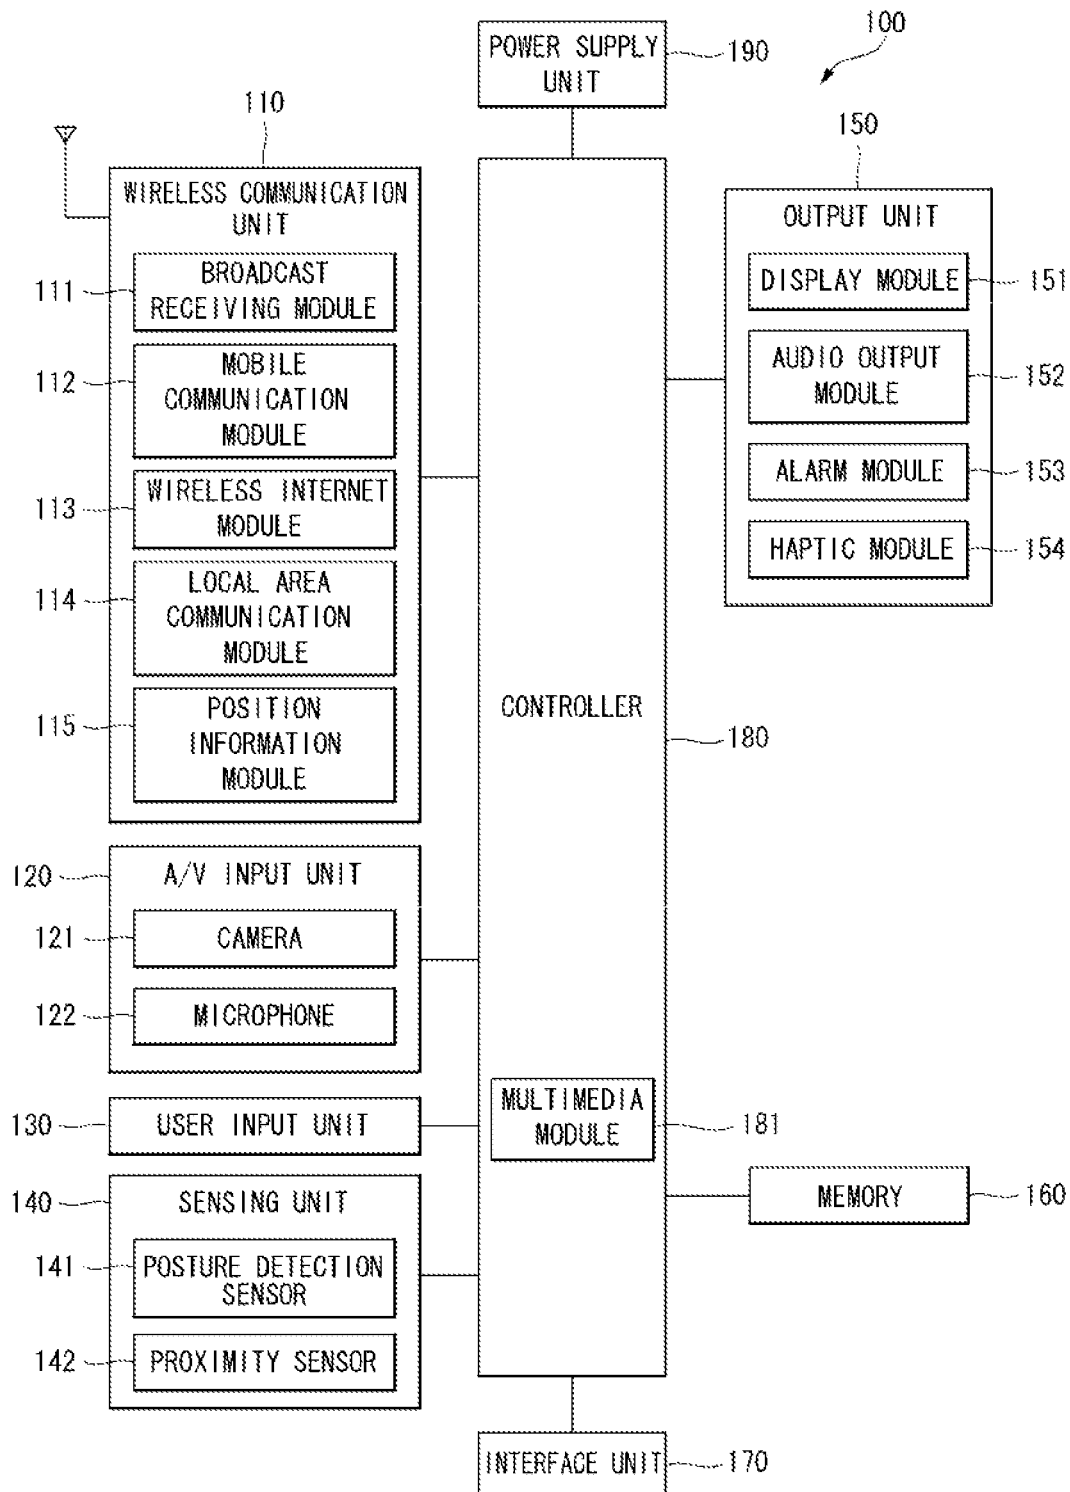 100
POWER SUPPLY
UNIT
190
110
WIRELESS COMMUNICATION
UNIT
111
BROADCAST
RECEIVING MODULE
112
MOBILE
COMMUNICATION
MODULE
113
WIRELESS INTERNET
MODULE
114
LOCAL AREA
COMMUNICATION
MODULE
115
POSITION
INFORMATION
MODULE
120
A/V INPUT UNIT
121
CAMERA
122
MICROPHONE
130
USER INPUT UNIT
140
SENSING UNIT
141
POSTURE DETECTION
SENSOR
142
PROXIMITY SENSOR
CONTROLLER
180
MULTIMEDIA
MODULE
181
150
OUTPUT UNIT
DISPLAY MODULE
151
AUDIO OUTPUT
MODULE
152
ALARM MODULE
153
HAPTIC MODULE
154
MEMORY
160
INTERFACE UNIT
170